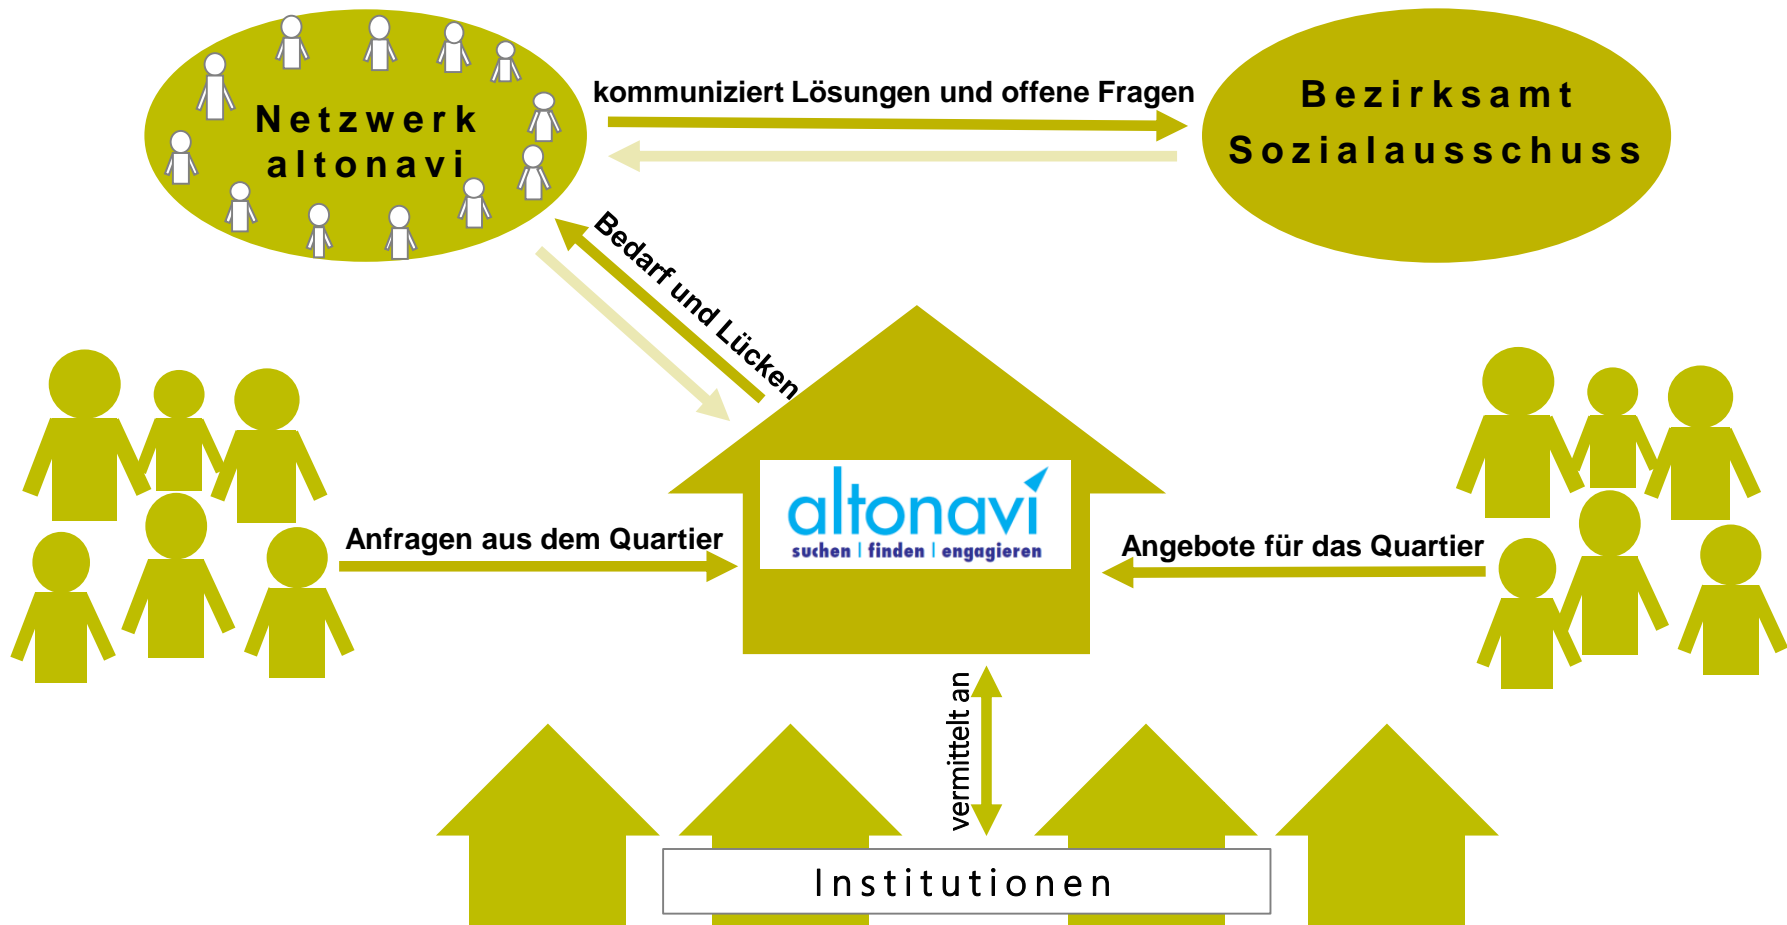 Netzwerk
altonavi
kommuniziert Lösungen und offene Fragen
Bezirksamt
Sozialausschuss
Bedarf und Lücken
altonavi
suchen | finden | engagieren
Anfragen aus dem Quartier
Angebote für das Quartier
vermittelt an
Institutionen